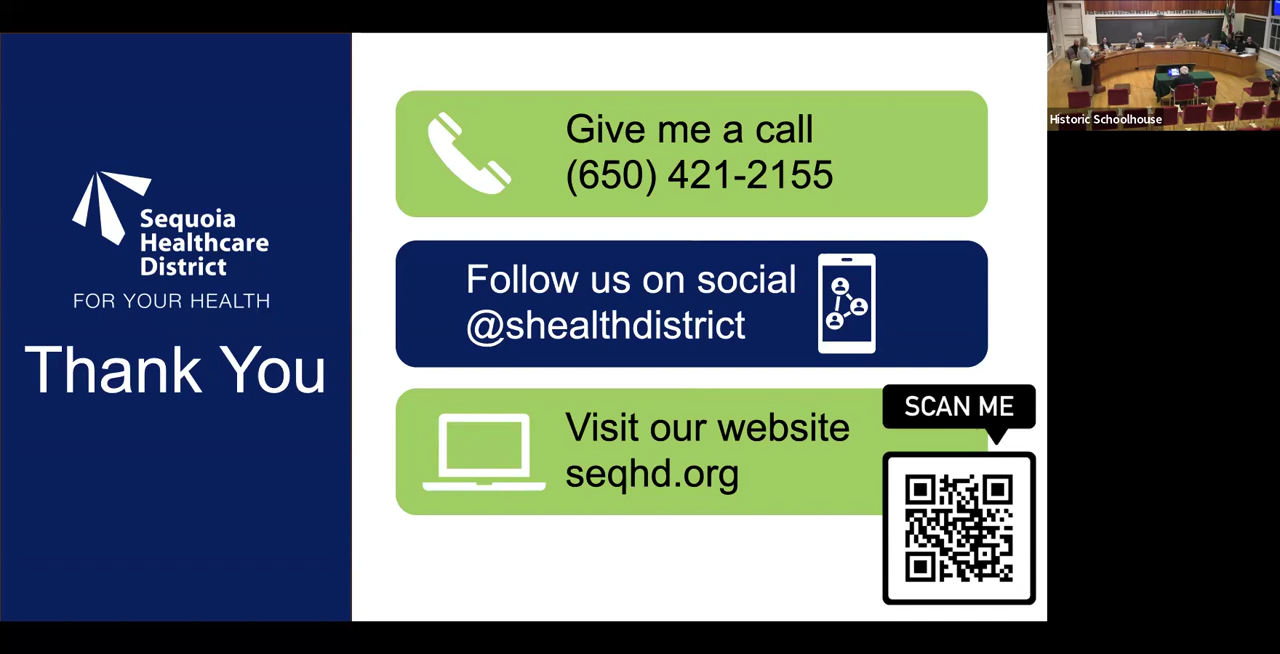 Sequoia
Healthcare
District
FOR YOUR HEALTH
Thank You
Give me a call
(650) 421-2155
Follow us on social
@shealthdistrict
Visit our website
seqhd.org
SCAN ME
Historic Schoolhouse